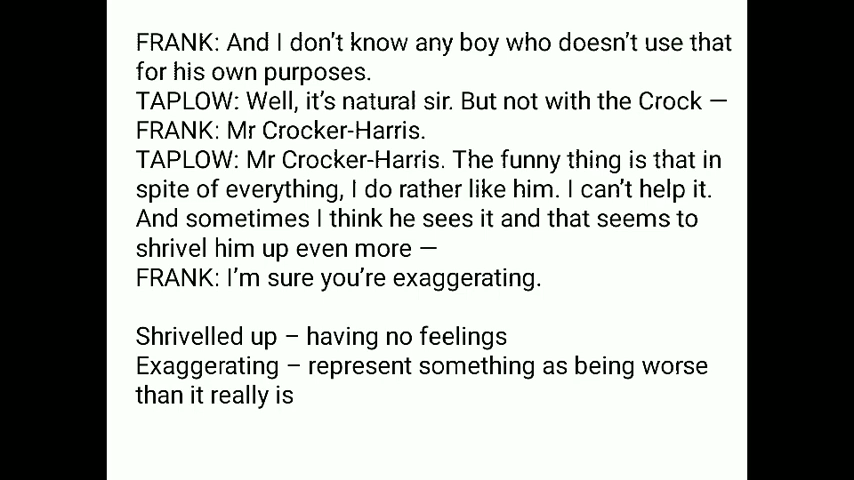 FRANK: And I don’t know any boy who doesn’t use that
for his own purposes.
TAPLOW: Well, it’s natural sir. But not with the Crock —
FRANK: Mr Crocker-Harris.
TAPLOW: Mr Crocker-Harris. The funny thing is that in
spite of everything, I do rather like him. I can’t help it.
And sometimes I think he sees it and that seems to
shrivel him up even more —
FRANK: I’m sure you’re exaggerating.
Shrivelled up – having no feelings
Exaggerating – represent something as being worse
than it really is